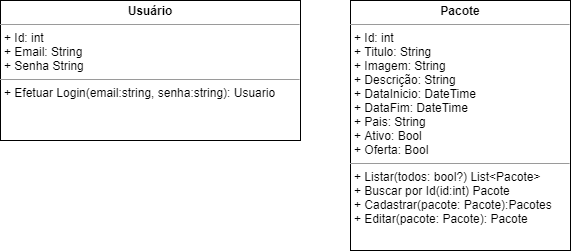 Usuário
+ Id: int
+ Email: String
+ Senha String
+ Efetuar Login(email:string, senha:string): Usuario
Pacote
+ Id: int
+ Titulo: String
+ Imagem: String
+ Descrição: String
+ DataInicio: DateTime
+ DataFim: DateTime
+ Pais: String
+ Ativo: Bool
+ Oferta: Bool
+ Listar(todos: bool?) List<Pacote>
+ Buscar por Id(id:int) Pacote
+ Cadastrar(pacote: Pacote):Pacotes
+ Editar(pacote: Pacote): Pacote